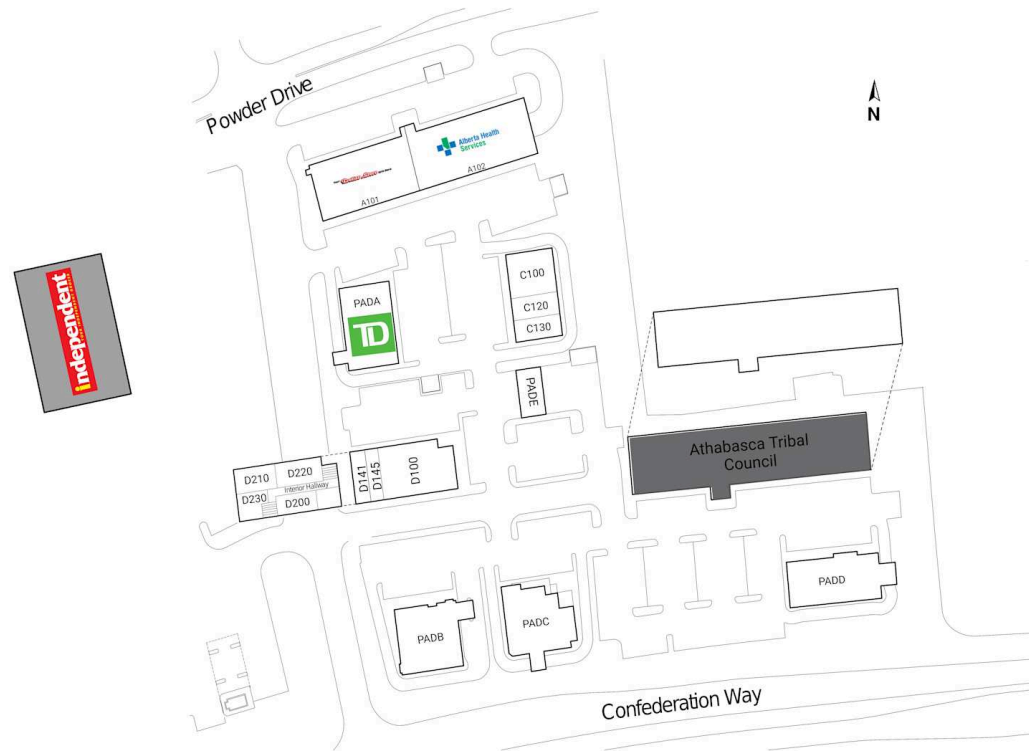 Powder Drive
N
Alberta Health
Services
A101
A102
independent
PADA
TD
C100
C120
C130
PADE
Athabasca Tribal
Council
D210
D220
Interior Hallway
D230
D200
D141
D145
D100
PADB
PADC
PADD
Confederation Way